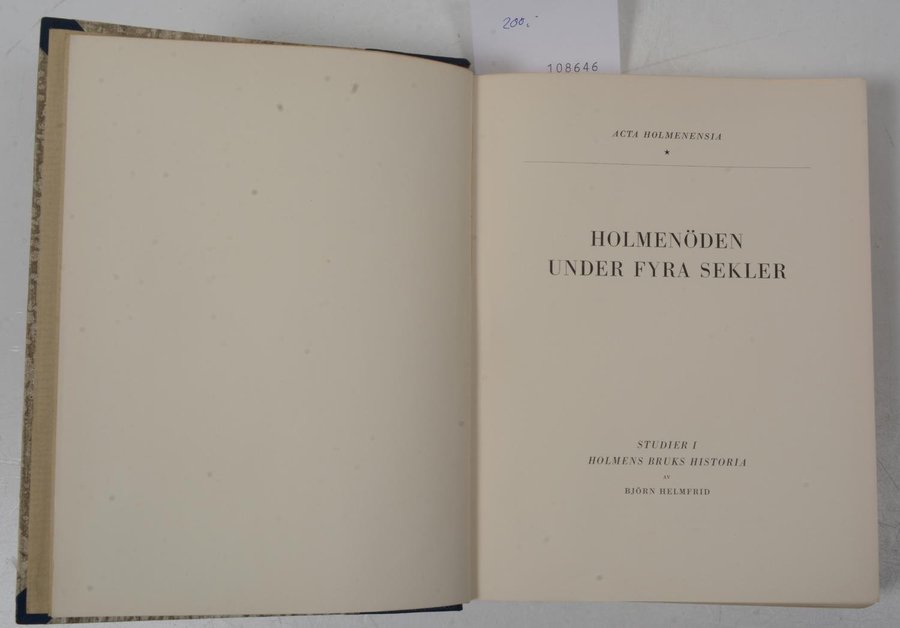 200.-
108646
ACTA HOLMENENSIA
★
HOLMENÖDEN
UNDER FYRA SEKLER
STUDIER I
HOLMENS BRUKS HISTORIA
AV
BJÖRN HELMFRID